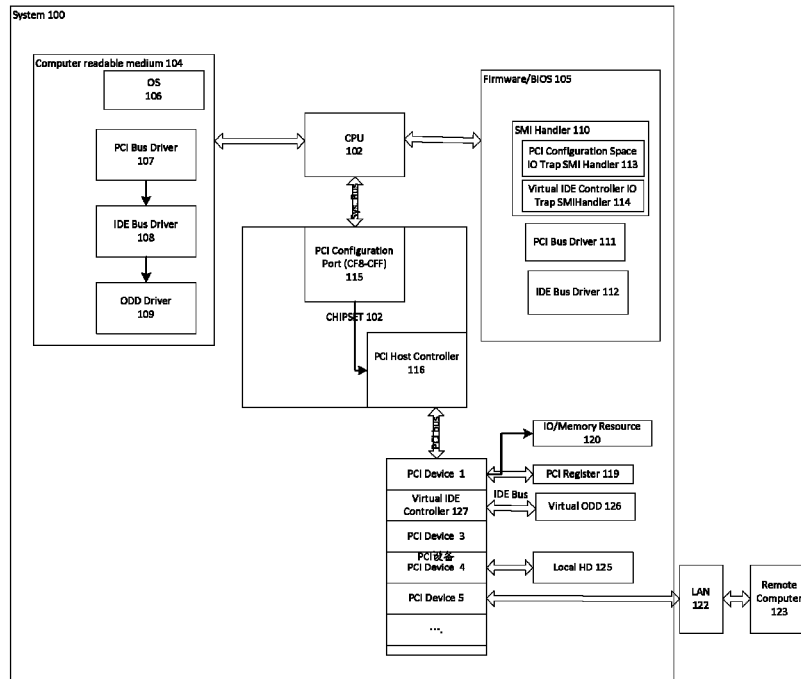 System 100
Computer readable medium 104
OS
106
PCI Bus Driver
107
IDE Bus Driver
108
ODD Driver
109
CPU
102
Sys. Bus
Firmware/BIOS 105
SMI Handler 110
PCI Configuration Space
IO Trap SMI Handler 113
Virtual IDE Controller IO
Trap SMIHandler 114
PCI Bus Driver 111
IDE Bus Driver 112
PCI Configuration
Port (CF8-CFF)
115
CHIPSET 102
PCI Host Controller
116
PCI bus
IO/Memory Resource
120
PCI Device 1
PCI Register 119
Virtual IDE
Controller 127
IDE Bus
Virtual ODD 126
PCI Device 3
PCI设备
PCI Device 4
Local HD 125
PCI Device 5
….
LAN
122
Remote
Computer
123